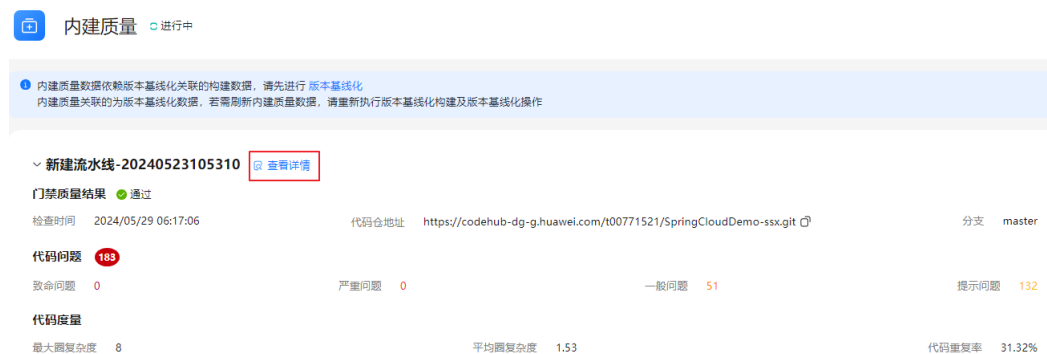 内建质量 进行中
内建质量数据依赖版本基线化关联的构建数据，请先进行 版本基线化
内建质量关联的为版本基线化数据，若需刷新内建质量数据，请重新执行版本基线化构建及版本基线化操作
新建流水线-20240523105310 查看详情
门禁质量结果 通过
检查时间 2024/05/29 06:17:06 代码仓地址 https://codehub-dg-g.huawei.com/t00771521/SpringCloudDemo-ssx.git 分支 master
代码问题 183
致命问题 0 严重问题 0 一般问题 51 提示问题 132
代码度量
最大圈复杂度 8 平均圈复杂度 1.53 代码重复率 31.32%